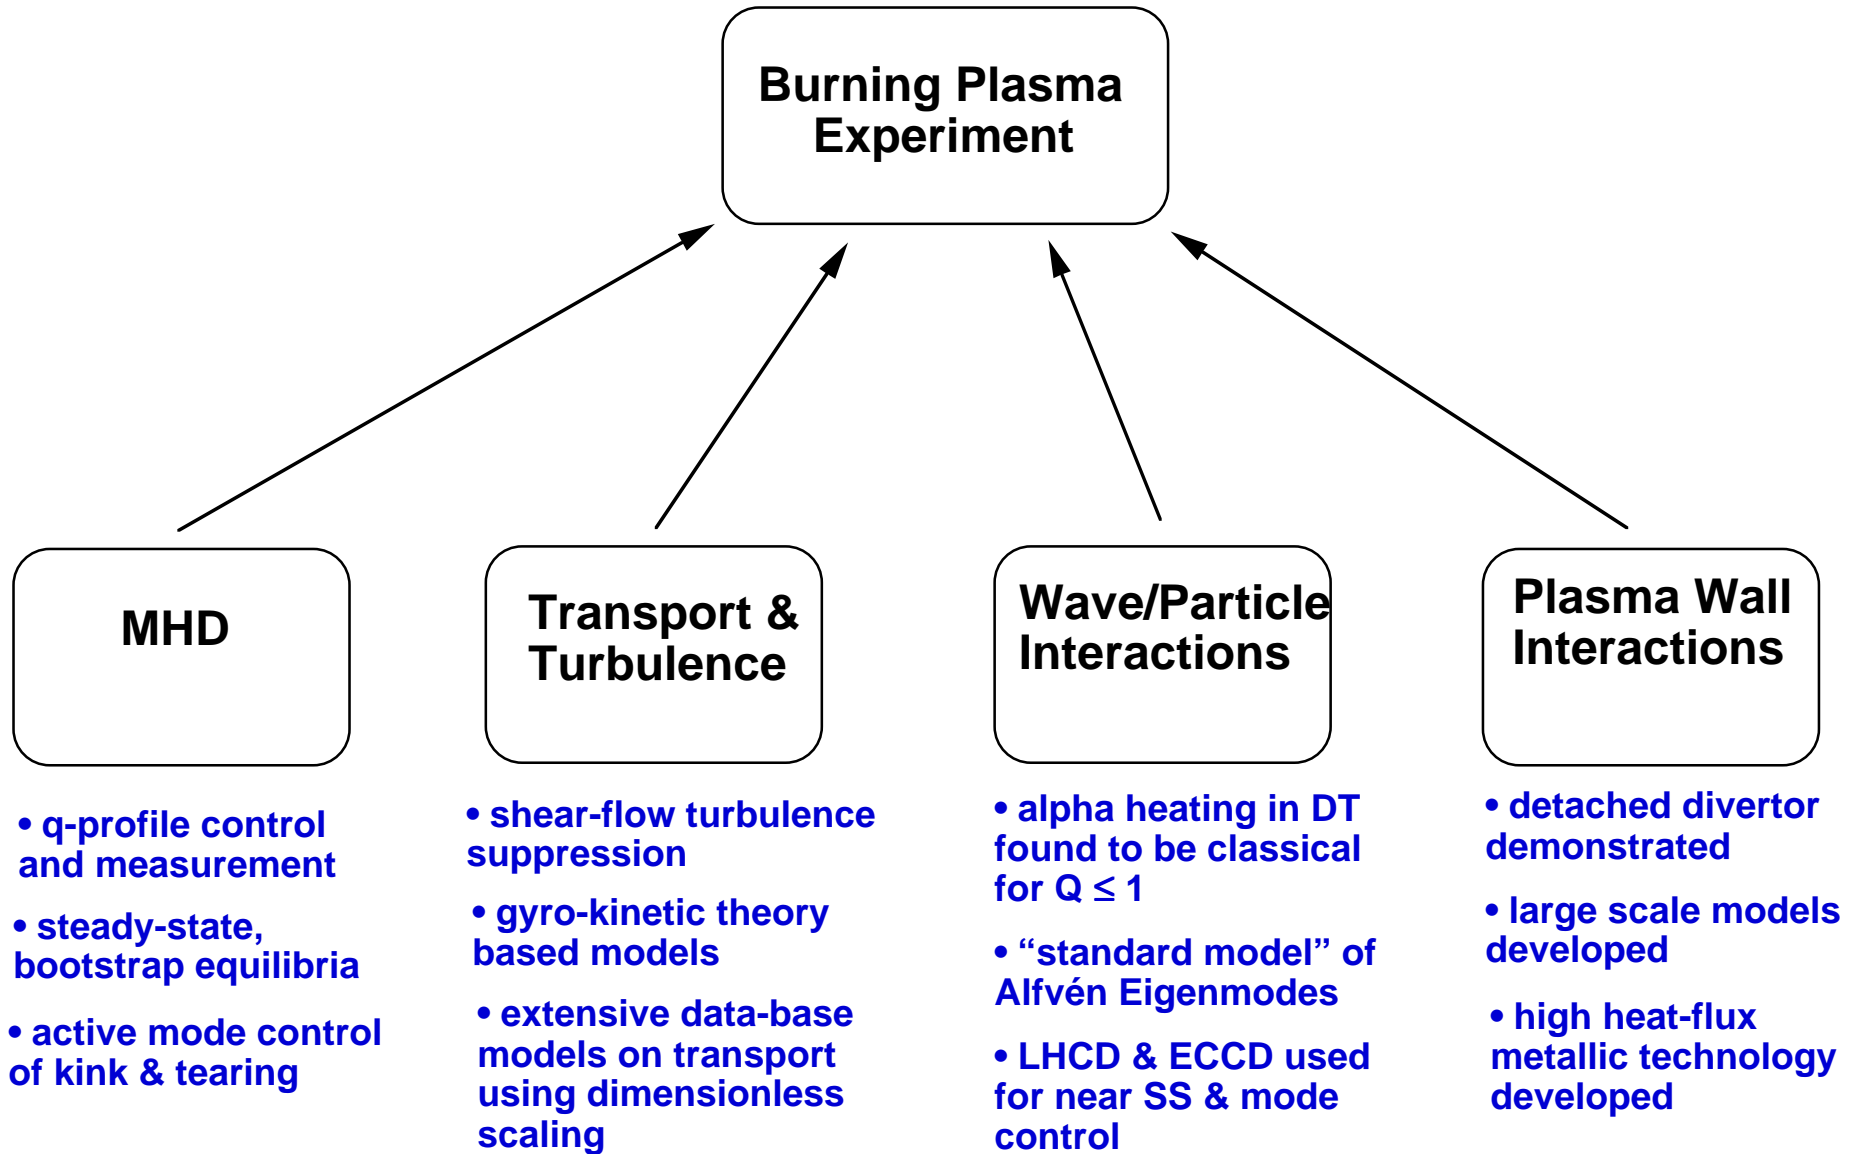 Burning Plasma
Experiment
MHD
• q-profile control
and measurement
• steady-state,
bootstrap equilibria
• active mode control
of kink & tearing
Transport &
Turbulence
• shear-flow turbulence
suppression
• gyro-kinetic theory
based models
• extensive data-base
models on transport
using dimensionless
scaling
Wave/Particle
Interactions
• alpha heating in DT
found to be classical
for Q ≤ 1
• “standard model” of
Alfvén Eigenmodes
• LHCD & ECCD used
for near SS & mode
control
Plasma Wall
Interactions
• detached divertor
demonstrated
• large scale models
developed
• high heat-flux
metallic technology
developed